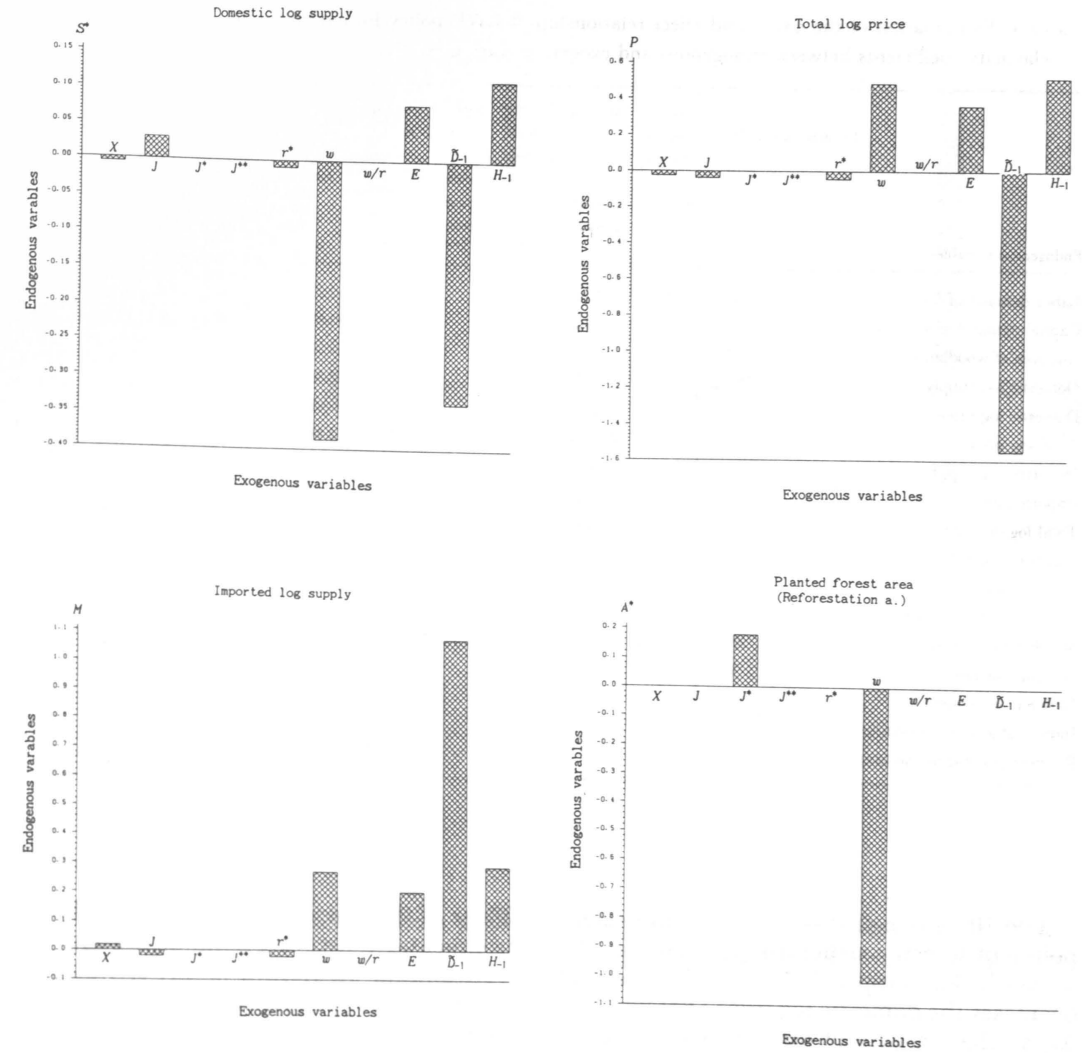 Domestic log supply
S*
0.15
0.10
0.05
0.00
-0.05
-0.10
-0.15
-0.20
-0.25
-0.30
-0.35
-0.40
X
J
J*
J**
r*
w
w/r
E
D̃-1
H-1
Endogenous variables
Exogenous variables
Total log price
P
0.6
0.4
0.2
0.0
-0.2
-0.4
-0.6
-0.8
-1.0
-1.2
-1.4
-1.6
X
J
J*
J**
r*
w
w/r
E
D̃-1
H-1
Endogenous variables
Exogenous variables
Imported log supply
M
1.1
1.0
0.9
0.8
0.7
0.6
0.5
0.4
0.3
0.2
0.1
0.0
-0.1
X
J
J*
J**
r*
w
w/r
E
D̃-1
H-1
Endogenous variables
Exogenous variables
Planted forest area
(Reforestation a.)
A*
0.2
0.1
0.0
-0.1
-0.2
-0.3
-0.4
-0.5
-0.6
-0.7
-0.8
-0.9
-1.0
-1.1
X
J
J*
J**
r*
w
w/r
E
D̃-1
H-1
Endogenous variables
Exogenous variables